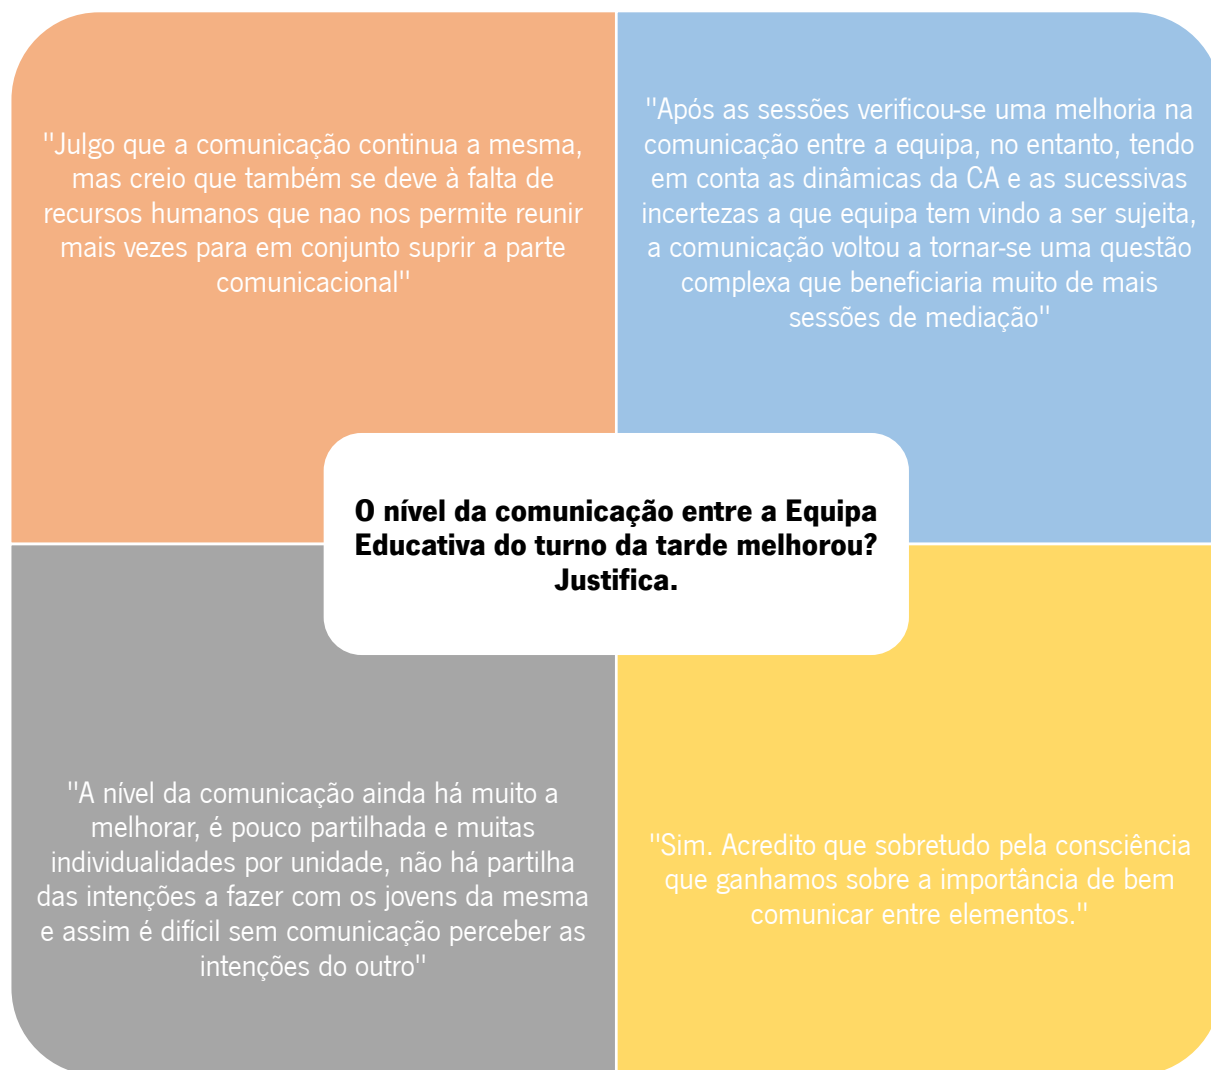 "Julgo que a comunicação continua a mesma,
mas creio que também se deve à falta de
recursos humanos que nao nos permite reunir
mais vezes para em conjunto suprir a parte
comunicacional"
"Após as sessões verificou-se uma melhoria na
comunicação entre a equipa, no entanto, tendo
em conta as dinâmicas da CA e as sucessivas
incertezas a que equipa tem vindo a ser sujeita,
a comunicação voltou a tornar-se uma questão
complexa que beneficiaria muito de mais
sessões de mediação"
O nível da comunicação entre a Equipa
Educativa do turno da tarde melhorou?
Justifica.
"A nível da comunicação ainda há muito a
melhorar, é pouco partilhada e muitas
individualidades por unidade, não há partilha
das intenções a fazer com os jovens da mesma
e assim é difícil sem comunicação perceber as
intenções do outro"
"Sim. Acredito que sobretudo pela consciência
que ganhamos sobre a importância de bem
comunicar entre elementos."